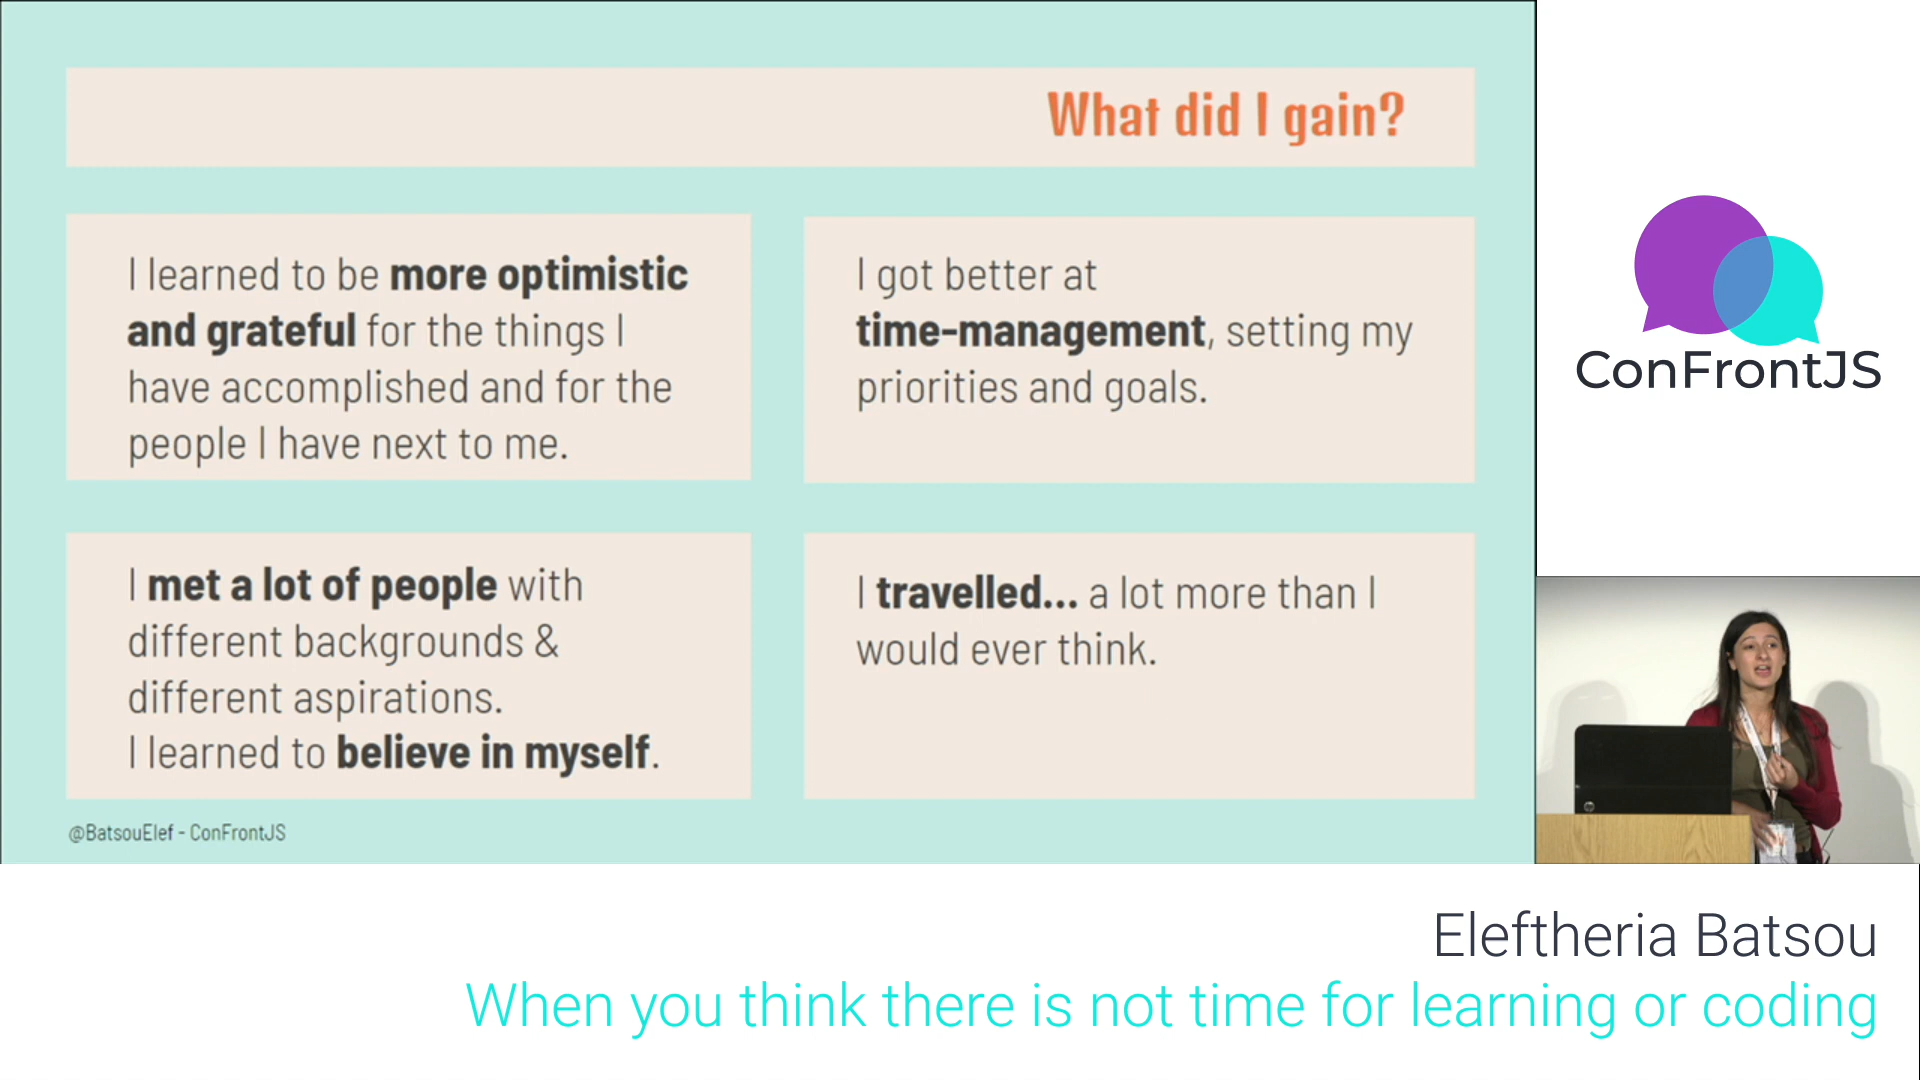 What did I gain?
I learned to be more optimistic
and grateful for the things I
have accomplished and for the
people I have next to me.
I got better at
time-management, setting my
priorities and goals.
I met a lot of people with
different backgrounds &
different aspirations.
I learned to believe in myself.
I travelled... a lot more than I
would ever think.
@BatsouElef - ConFrontJS
ConFrontJS
Eleftheria Batsou
When you think there is not time for learning or coding